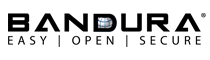 BANDURA®
EASY | OPEN | SECURE